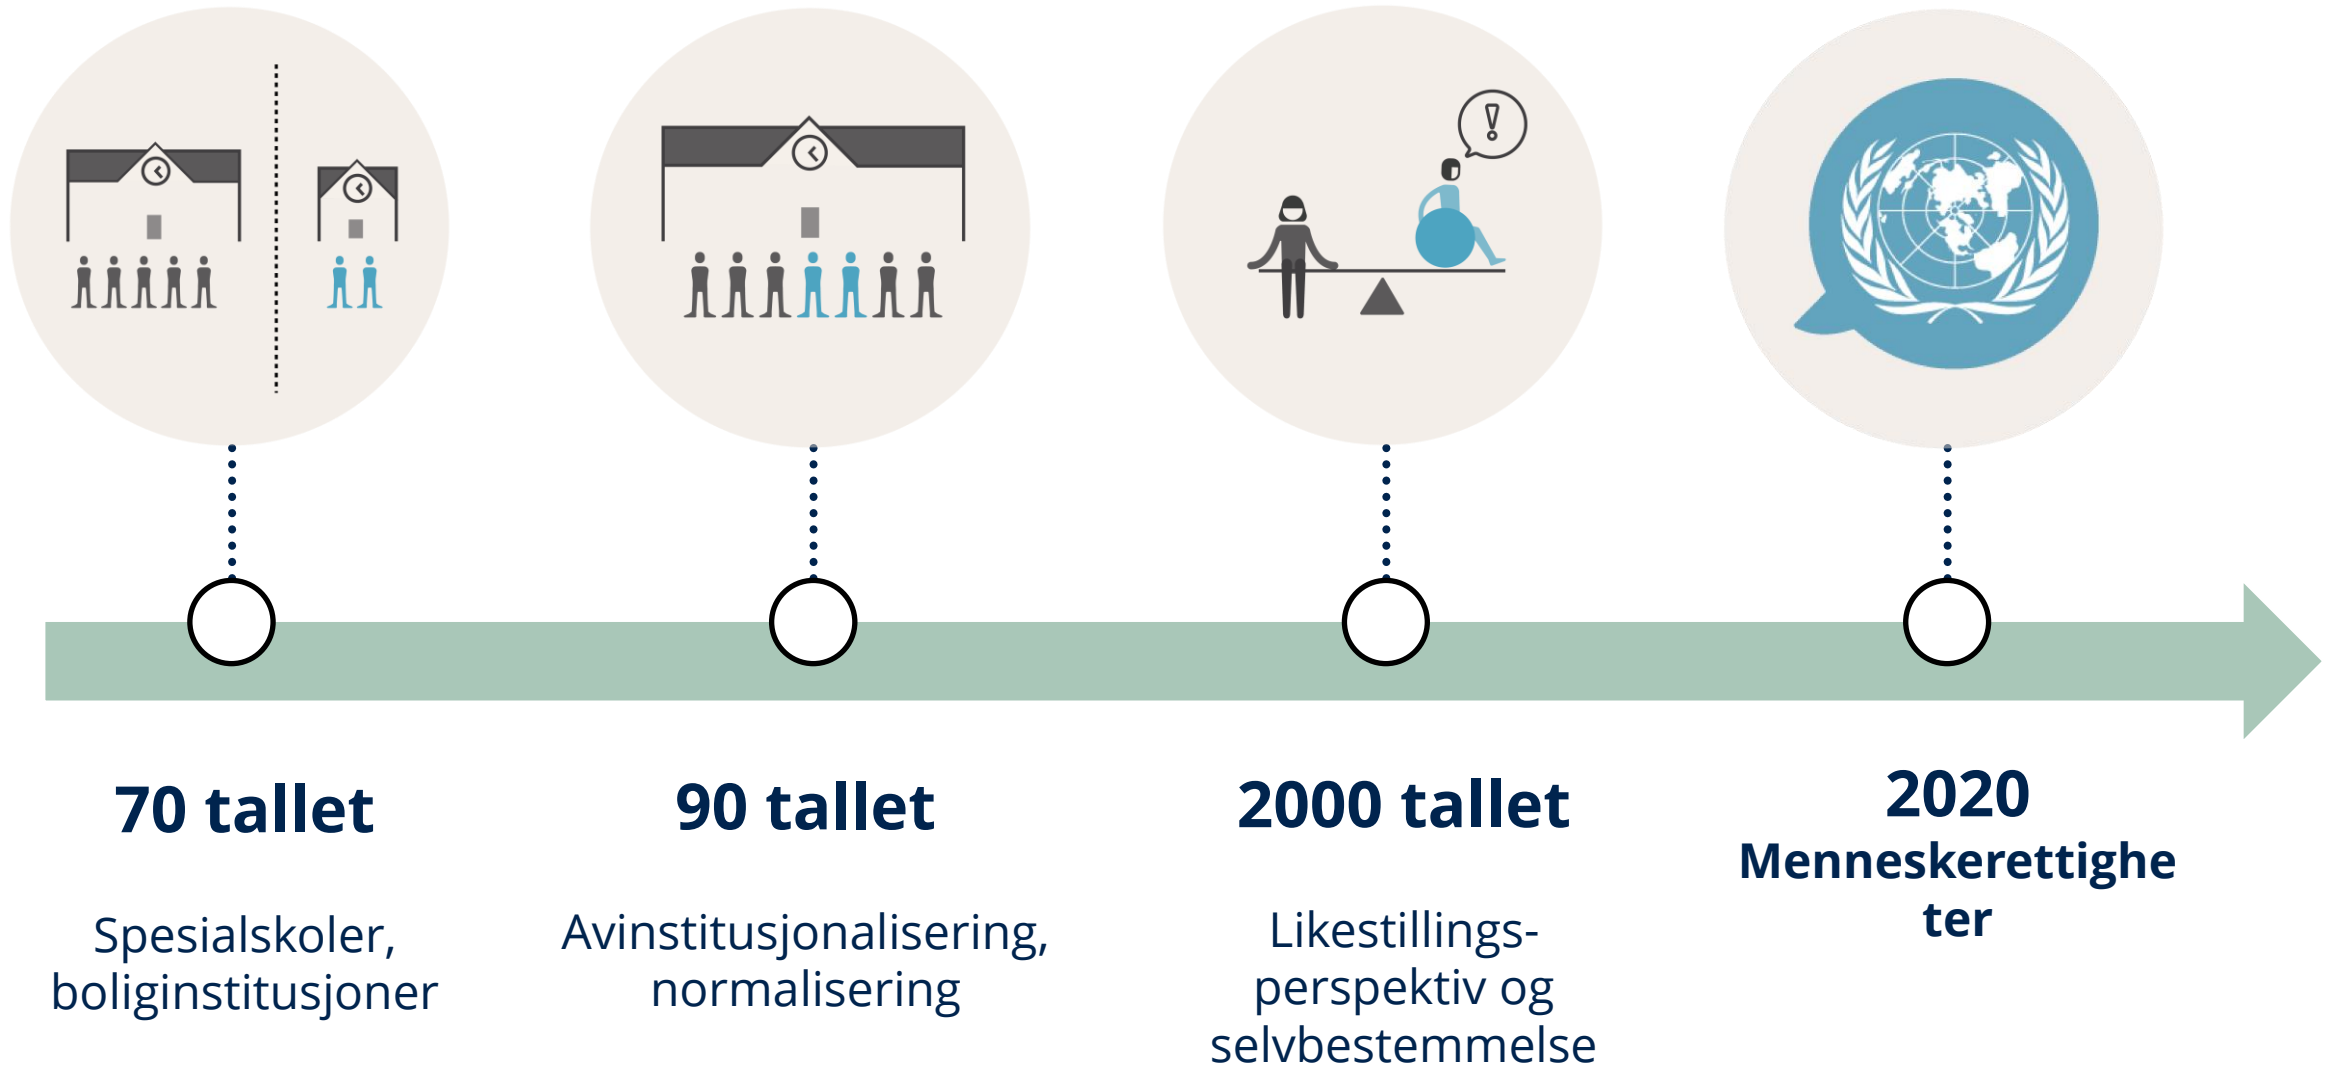 70 tallet
Spesialskoler,
boliginstitusjoner
90 tallet
Avinstitusjonalisering,
normalisering
2000 tallet
Likestillings-
perspektiv og
selvbestemmelse
2020
Menneskerettighe
ter